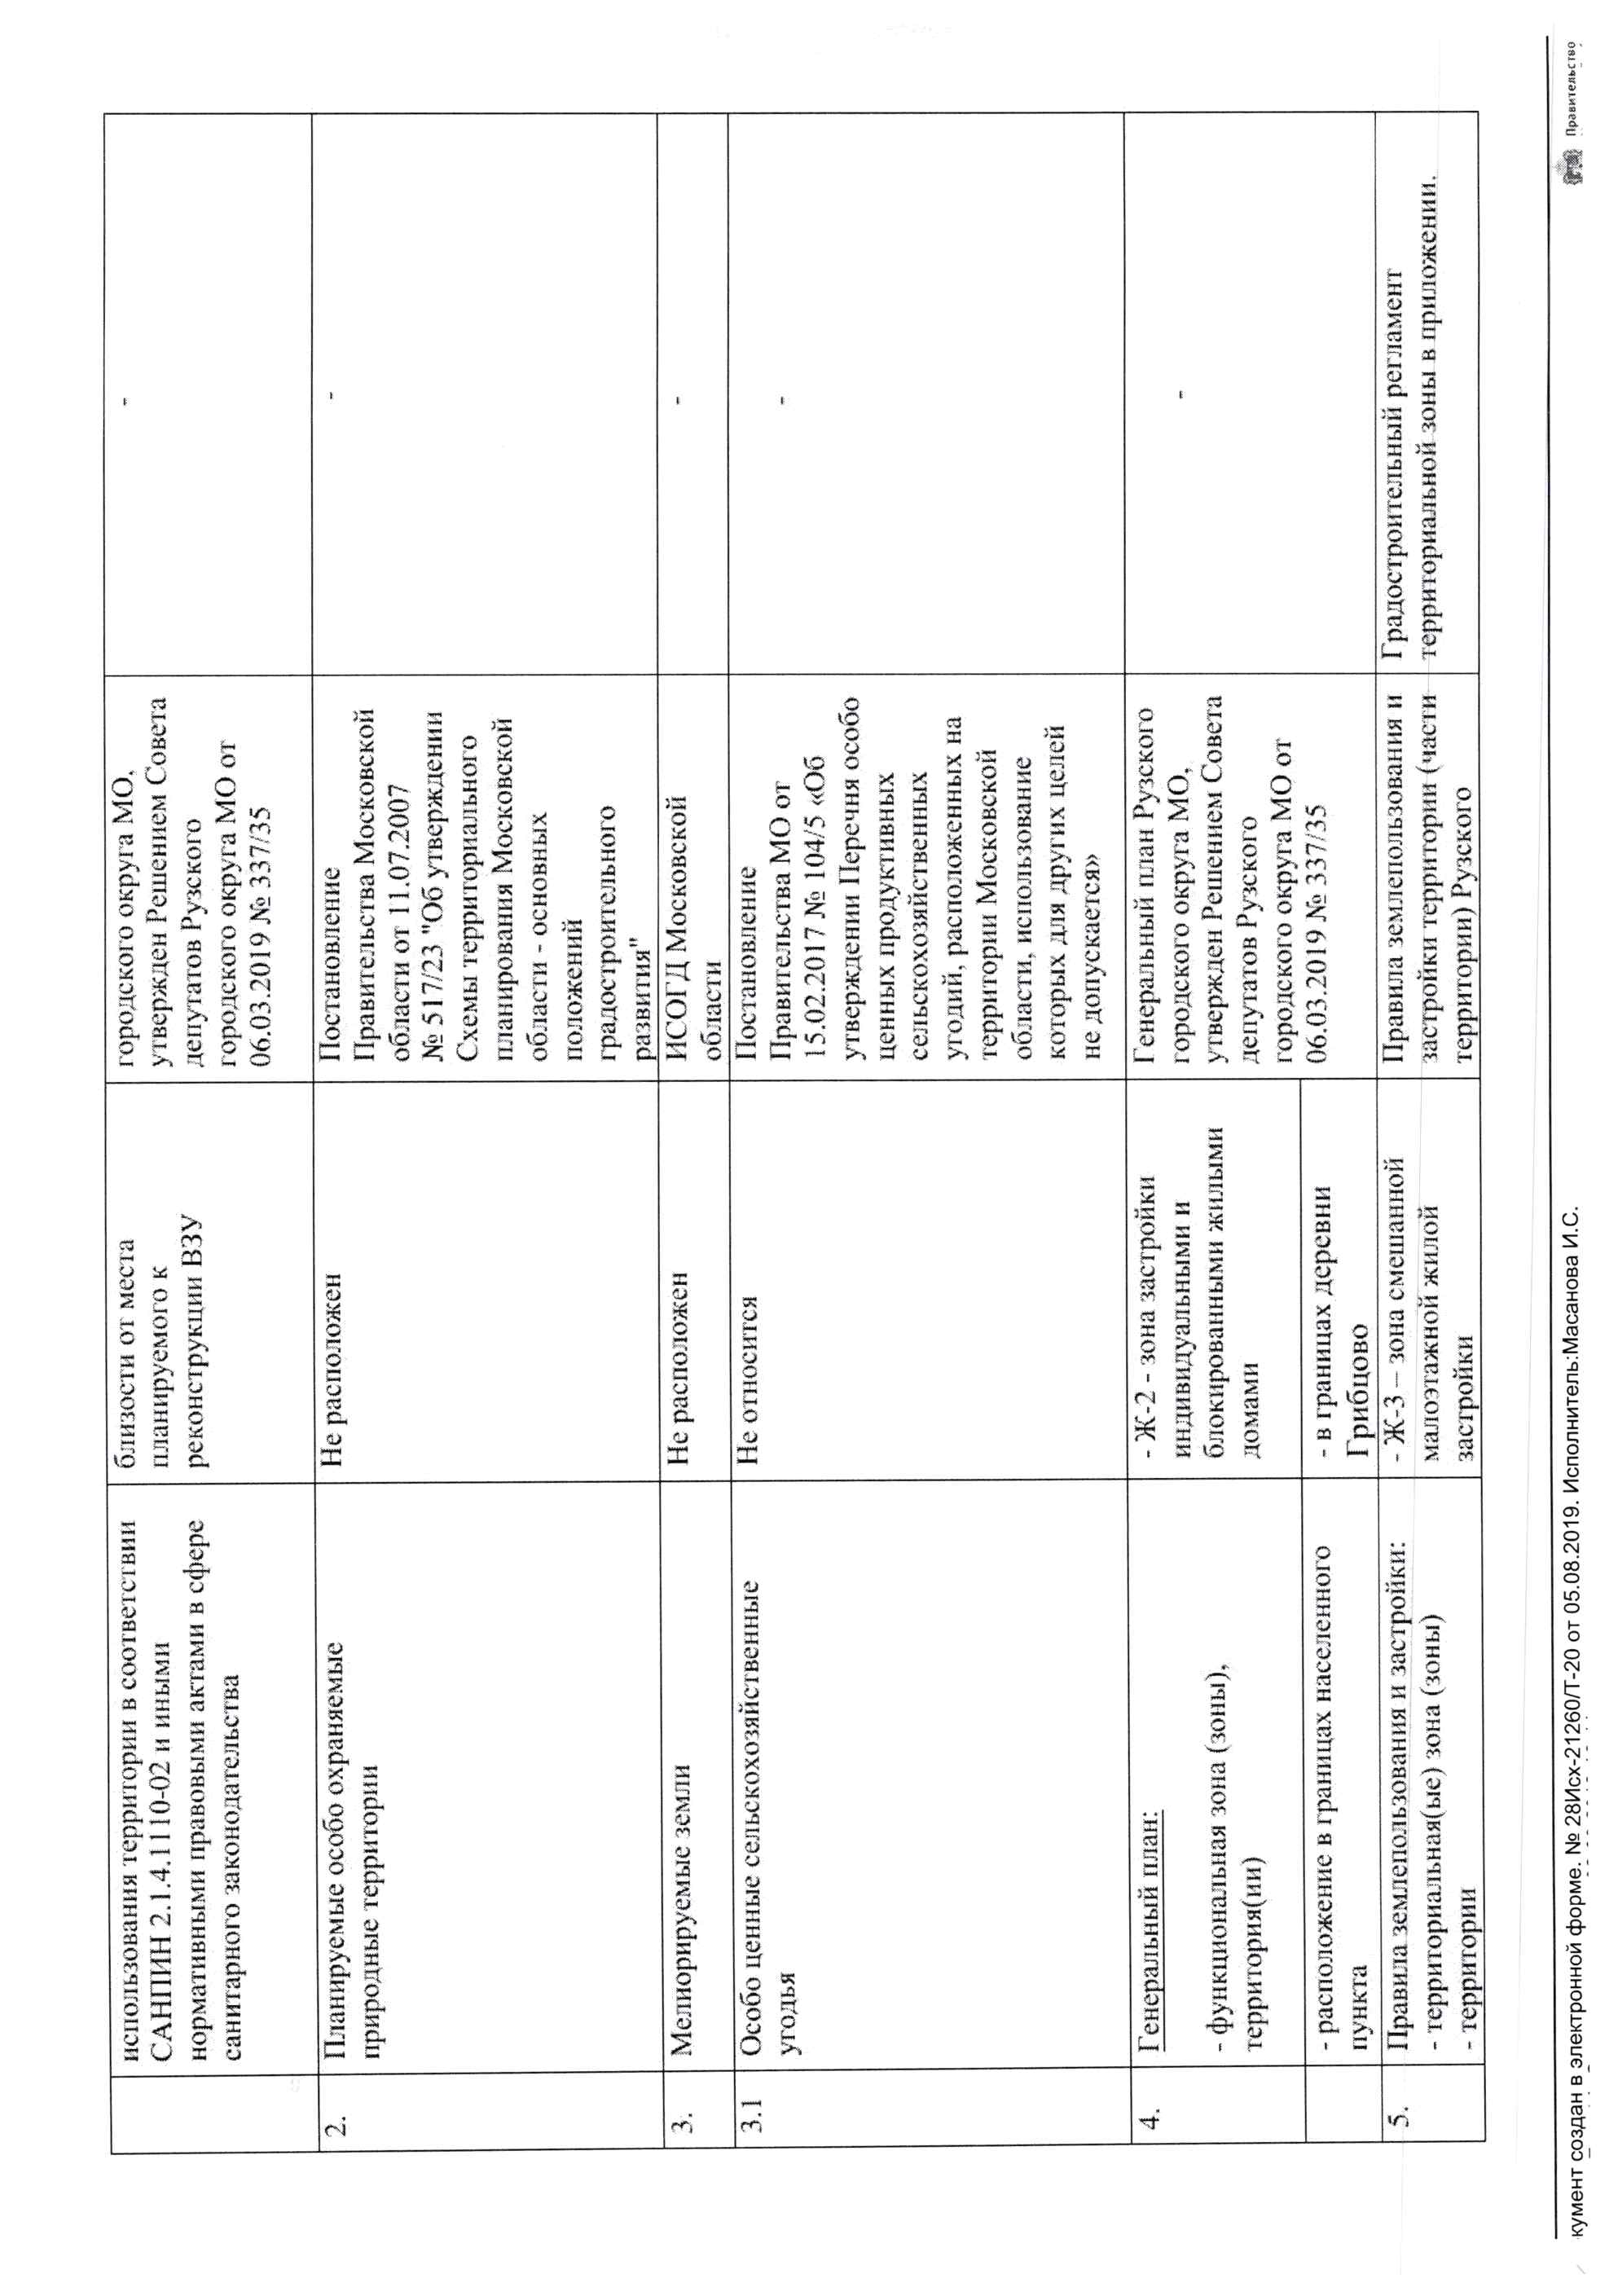 использования территории в соответствии
САНПИН 2.1.4.1110-02 и иными
нормативными правовыми актами в сфере
санитарного законодательства
близости от места
планируемого к
реконструкции ВЗУ
городского округа МО,
утвержден Решением Совета
депутатов Рузского
городского округа МО от
06.03.2019 № 337/35
-
2.
Планируемые особо охраняемые
природные территории
Не расположен
Постановление
Правительства Московской
области от 11.07.2007
№ 517/23 "Об утверждении
Схемы территориального
планирования Московской
области - основных
положений
градостроительного
развития"
-
3.
Мелиорируемые земли
Не расположен
ИСОГД Московской
области
-
3.1
Особо ценные сельскохозяйственные
угодья
Не относится
Постановление
Правительства МО от
15.02.2017 № 104/5 «Об
утверждении Перечня особо
ценных продуктивных
сельскохозяйственных
угодий, расположенных на
территории Московской
области, использование
которых для других целей
не допускается»
-
4.
Генеральный план:
- функциональная зона (зоны),
территория(ии)
- Ж-2 - зона застройки
индивидуальными и
блокированными жилыми
домами
Генеральный план Рузского
городского округа МО,
утвержден Решением Совета
депутатов Рузского
городского округа МО от
06.03.2019 № 337/35
-
- расположение в границах населенного
пункта
- в границах деревни
Грибцово
5.
Правила землепользования и застройки:
- территориальная(ые) зона (зоны)
- территории
- Ж-3 – зона смешанной
малоэтажной жилой
застройки
Правила землепользования и
застройки территории (части
территории) Рузского
Градостроительный регламент
территориальной зоны в приложении.
кумент создан в электронной форме. № 28Исх-21260/Т-20 от 05.08.2019. Исполнитель:Масанова И.С.
Правительство